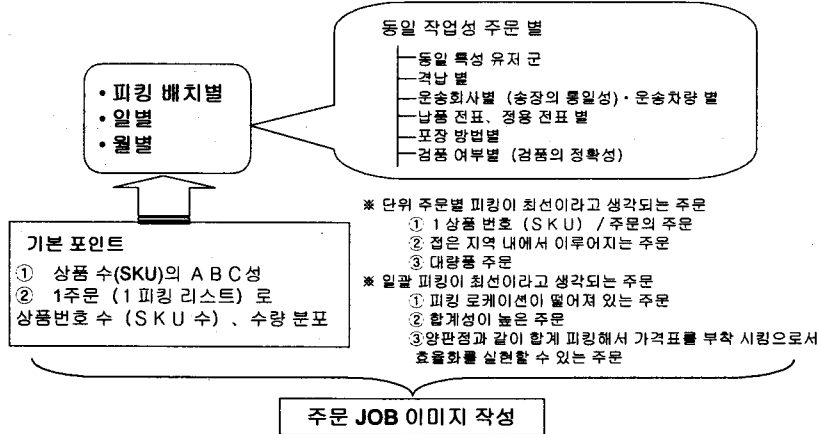 동일 작업성 주문 별
동일 특성 유저 군
격납 별
운송회사별 (송장의 통일성)・운송차량 별
납품 전표、정용 전표 별
포장 방법별
검품 여부별 (검품의 정확성)
• 피킹 배치별
• 일별
• 월별
기본 포인트
① 상품 수(SKU)의 A B C성
② 1주문 (1 피킹 리스트) 로
상품번호 수 (S K U 수) 、수량 분포
※ 단위 주문별 피킹이 최선이라고 생각되는 주문
① 1 상품 번호 (S K U) / 주문의 주문
② 접은 지역 내에서 이루어지는 주문
③ 대량품 주문
※ 일괄 피킹이 최선이라고 생각되는 주문
① 피킹 로케이션이 떨어져 있는 주문
② 합계성이 높은 주문
③양판점과 같이 합계 피킹해서 가격표를 부착 시킴으로서
효율화를 실현할 수 있는 주문
주문 JOB 이미지 작성